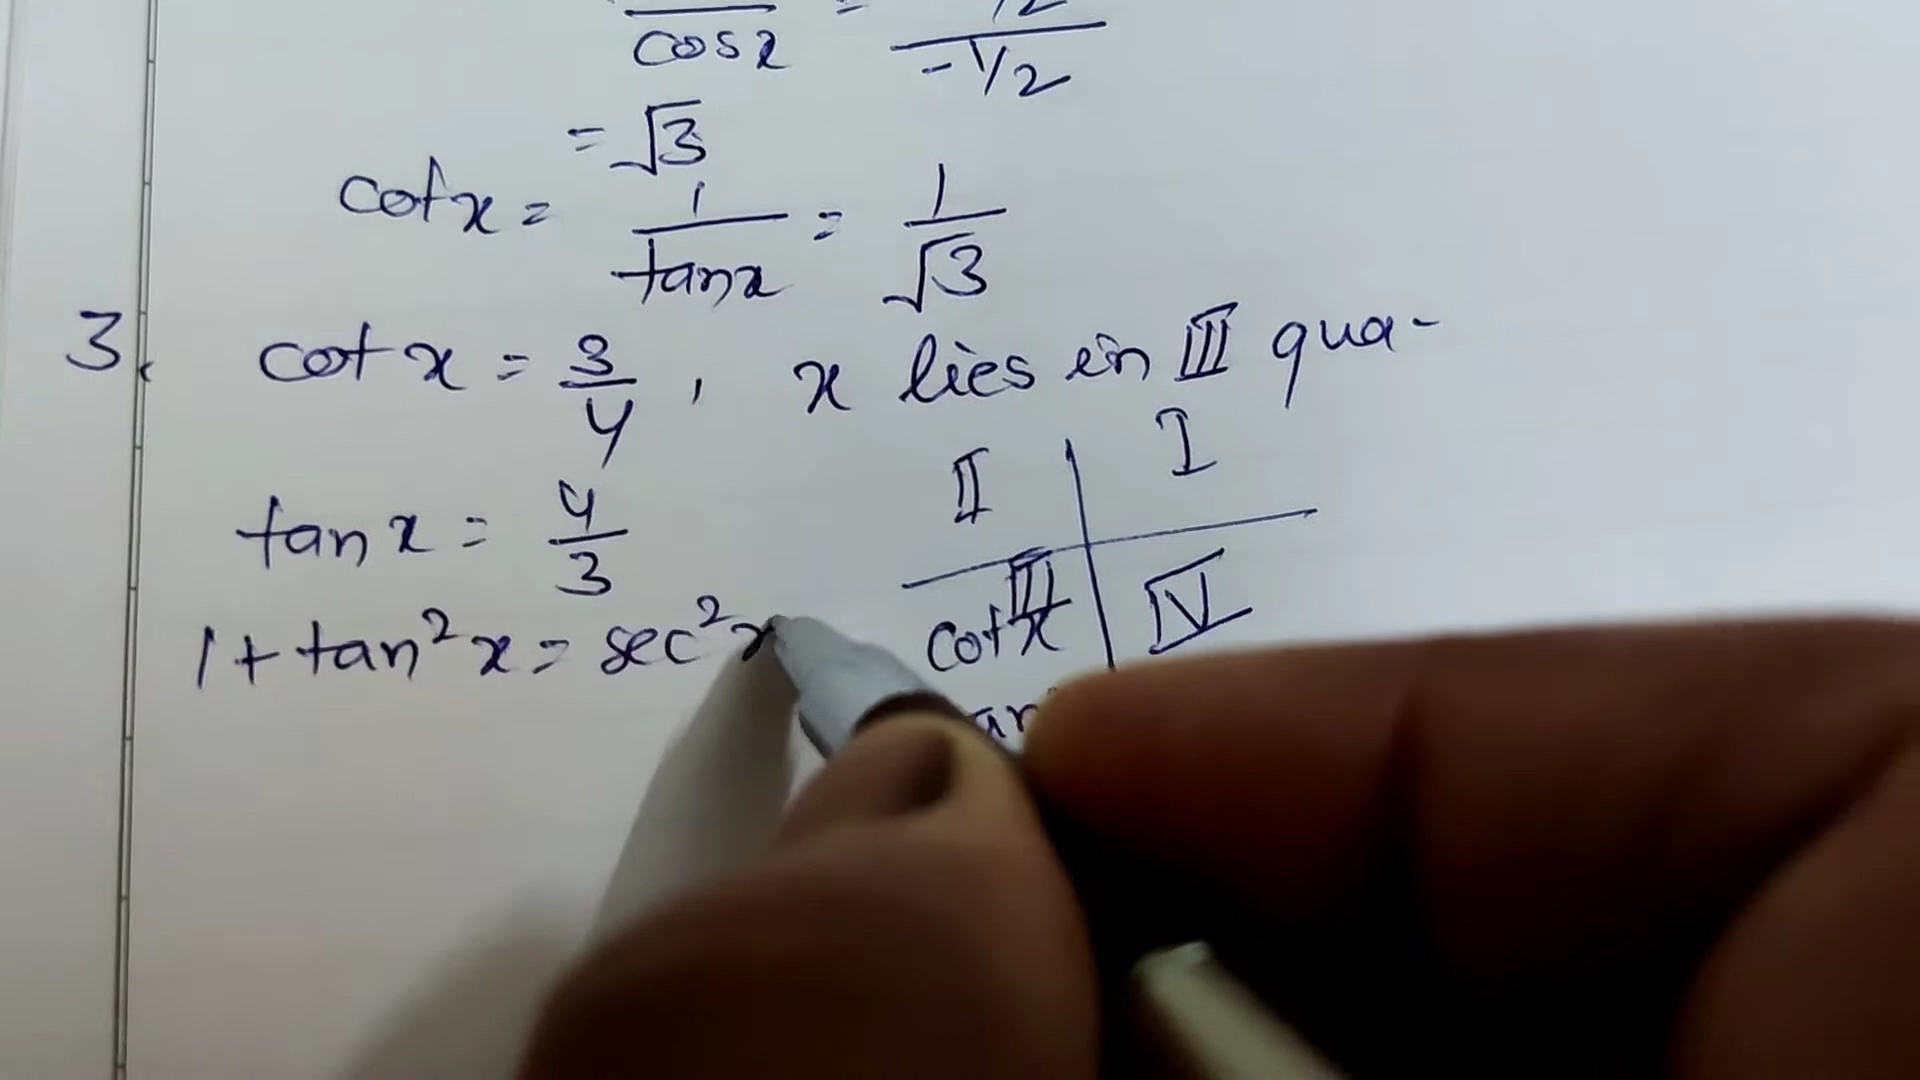 cos x = /2 / -1/2
= √3
cot x = 1/tan x = 1/√3
3. cot x = 3/4 , x lies in III qua-
II I
tan x = 4/3
III IV
cot x
1 + tan² x = sec² x